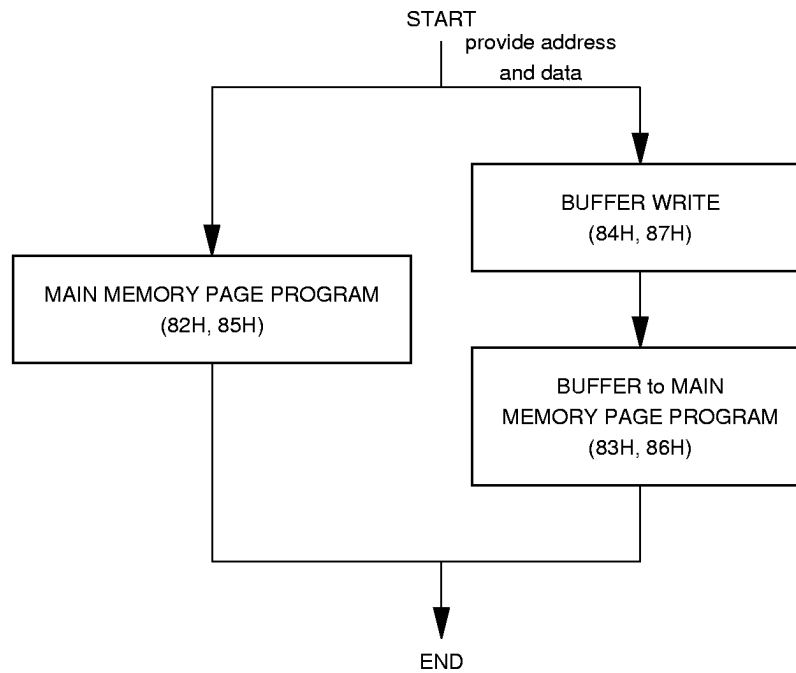 START
provide address
and data
BUFFER WRITE
(84H, 87H)
MAIN MEMORY PAGE PROGRAM
(82H, 85H)
BUFFER to MAIN
MEMORY PAGE PROGRAM
(83H, 86H)
END